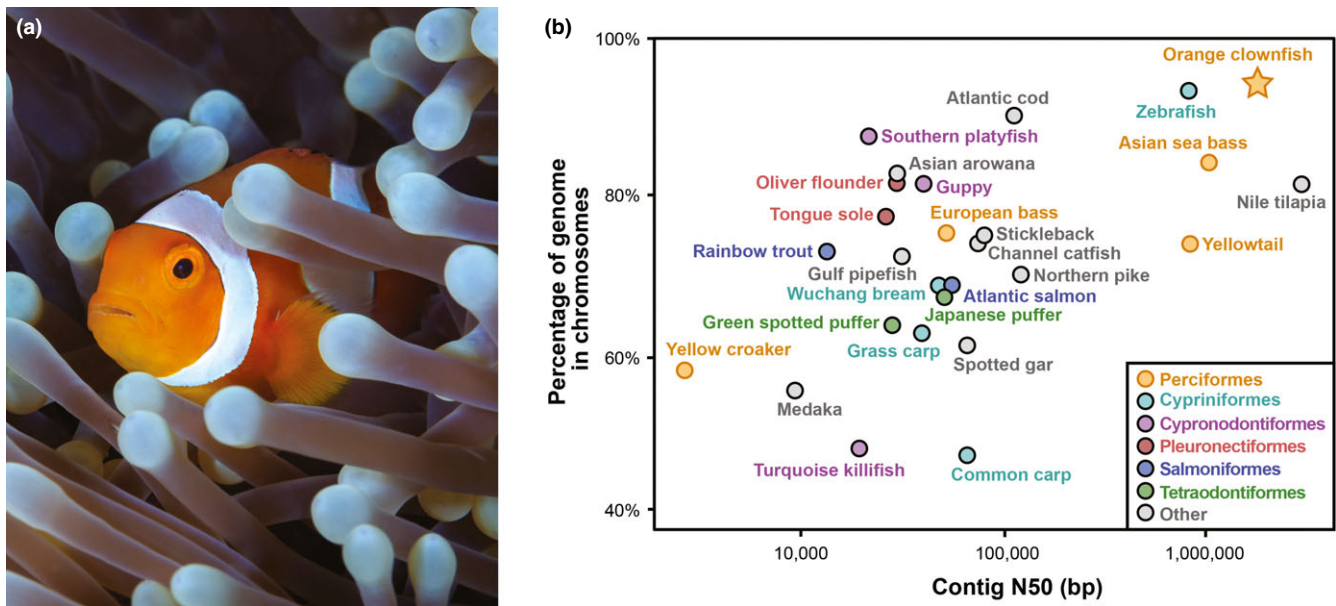 (a)
(b)
100%
80%
60%
40%
Percentage of genome
in chromosomes
Orange clownfish
Zebrafish
Atlantic cod
Southern platyfish
Asian sea bass
Asian arowana
Oliver flounder
Guppy
Nile tilapia
Tongue sole
European bass
Stickleback
Yellowtail
Channel catfish
Rainbow trout
Gulf pipefish
Northern pike
Wuchang bream
Atlantic salmon
Japanese puffer
Green spotted puffer
Grass carp
Yellow croaker
Spotted gar
Medaka
Turquoise killifish
Common carp
Perciformes
Cypriniformes
Cypronodontiformes
Pleuronectiformes
Salmoniformes
Tetraodontiformes
Other
10,000
100,000
1,000,000
Contig N50 (bp)